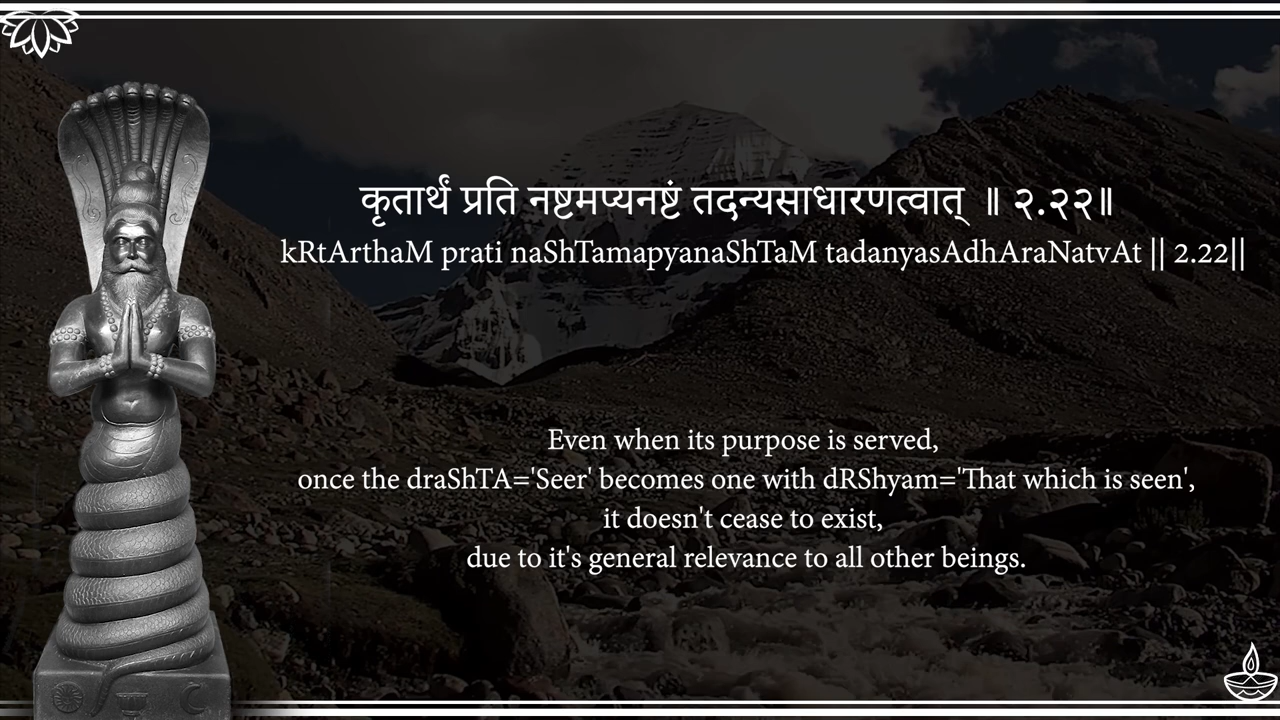 कृतार्थं प्रति नष्टमप्यनष्टं तदन्यसाधारणत्वात् ॥ २.२२॥
kRtArthaM prati naShTamapyanaShTaM tadanyasAdhAraNatvAt || 2.22||
Even when its purpose is served,
once the draShTA='Seer' becomes one with dRShyam='That which is seen',
it doesn't cease to exist,
due to it's general relevance to all other beings.